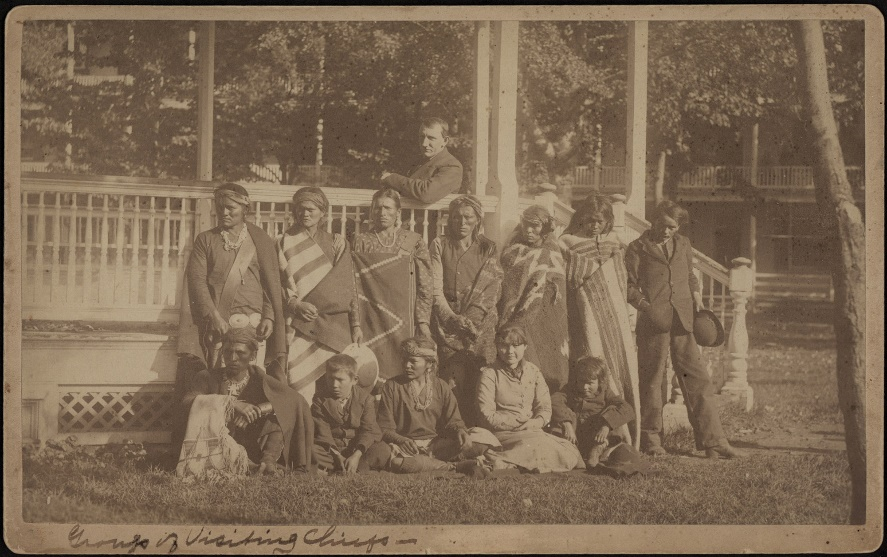 Group of Visiting Chiefs —